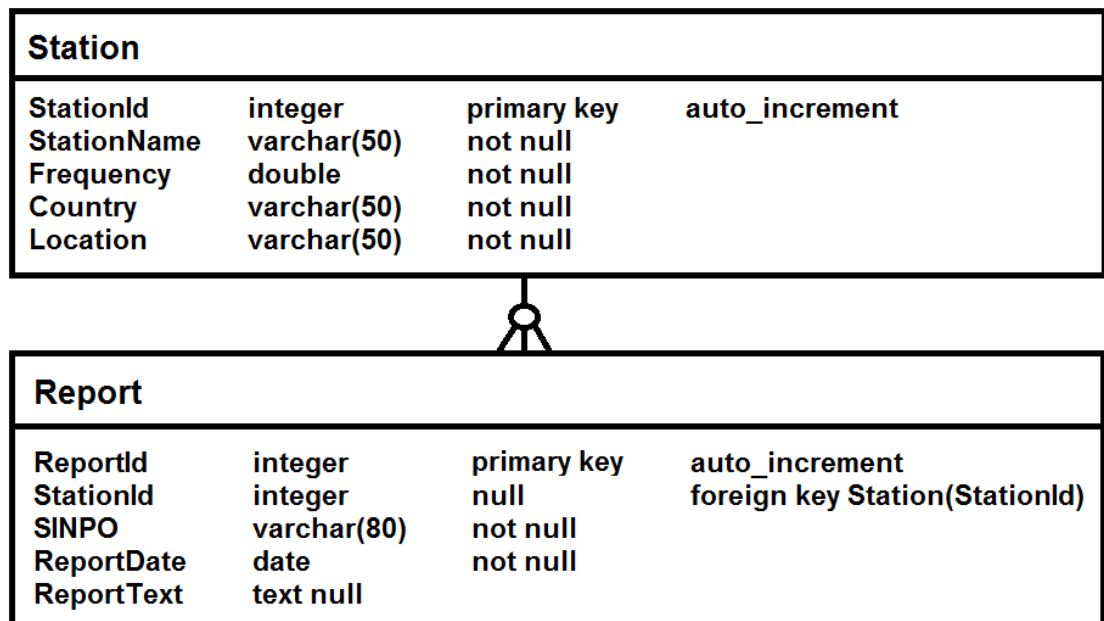 Station
StationId integer primary key auto_increment
StationName varchar(50) not null
Frequency double not null
Country varchar(50) not null
Location varchar(50) not null
Report
ReportId integer primary key auto_increment
StationId integer null foreign key Station(StationId)
SINPO varchar(80) not null
ReportDate date not null
ReportText text null